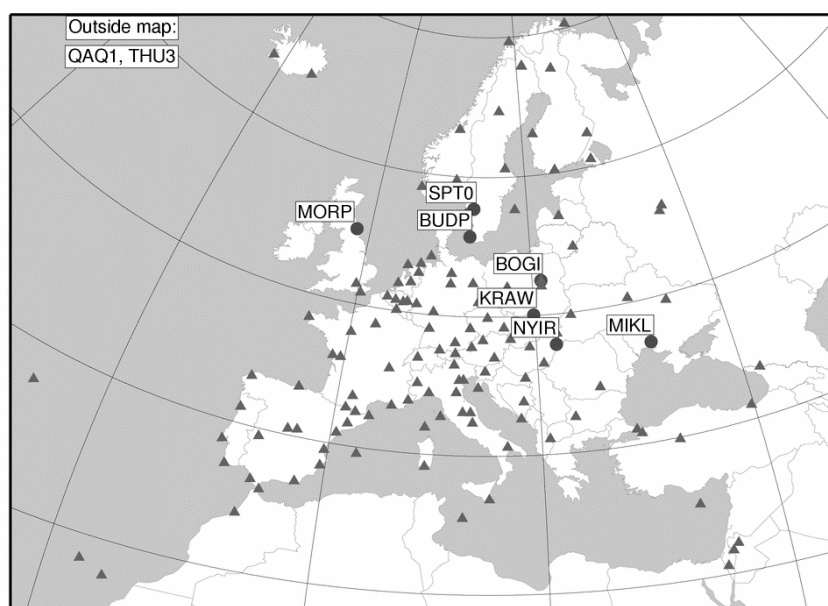 Outside map:
QAQ1, THU3
SPT0
MORP
BUDP
BOGI
KRAW
NYIR
MIKL